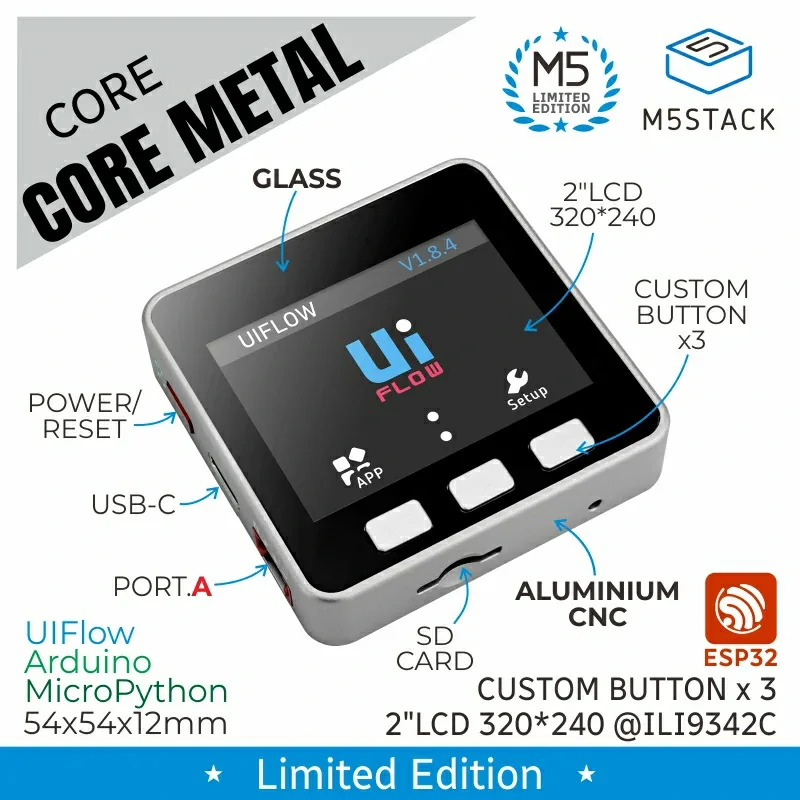 CORE
CORE METAL
M5
LIMITED
EDITION
5
M5STACK
GLASS
2"LCD
320*240
CUSTOM
BUTTON
x3
UIFLOW
V1.8.4
Ui
FLOW
Setup
APP
POWER/
RESET
USB-C
PORT.A
SD
CARD
ALUMINIUM
CNC
ESP32
UIFlow
Arduino
MicroPython
54x54x12mm
CUSTOM BUTTON x 3
2"LCD 320*240 @ILI9342C
Limited Edition